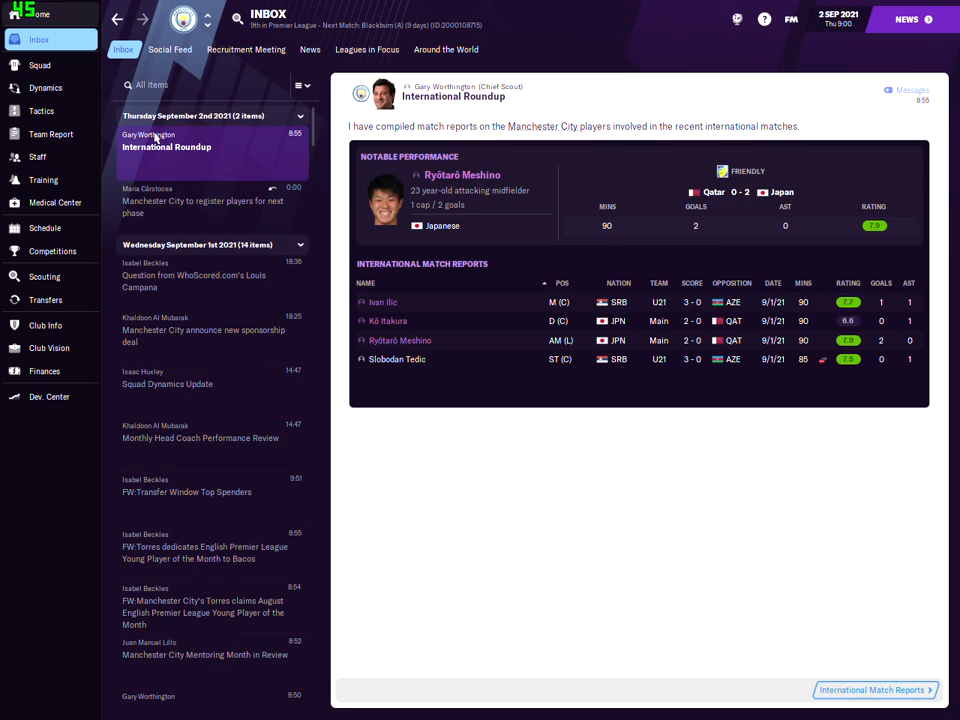 45
ome
INBOX
9th in Premier League - Next Match: Blackburn (A) (9 days) (ID:2000108715)
FM
2 SEP 2021
Thu 9:00
NEWS
Inbox
Squad
Dynamics
Tactics
Team Report
Staff
Training
Medical Center
Schedule
Competitions
Scouting
Transfers
Club Info
Club Vision
Finances
Dev. Center
Inbox
Social Feed
Recruitment Meeting
News
Leagues in Focus
Around the World
All Items
Thursday September 2nd 2021 (2 items)
Gary Worthington 8:55
International Roundup
Maria Cârstocea 0:00
Manchester City to register players for next
phase
Wednesday September 1st 2021 (14 items)
Isabel Beckles 18:36
Question from WhoScored.com's Louis
Campana
Khaldoon Al Mubarak 18:25
Manchester City announce new sponsorship
deal
Isaac Huxley 14:47
Squad Dynamics Update
Khaldoon Al Mubarak 14:47
Monthly Head Coach Performance Review
Isabel Beckles 9:51
FW:Transfer Window Top Spenders
Isabel Beckles 8:55
FW:Torres dedicates English Premier League
Young Player of the Month to Bacos
Isabel Beckles 8:54
FW:Manchester City's Torres claims August
English Premier League Young Player of the
Month
Juan Manuel Lillo 8:52
Manchester City Mentoring Month in Review
Gary Worthington 8:50
Gary Worthington (Chief Scout)
International Roundup
Messages
8:55
I have compiled match reports on the Manchester City players involved in the recent international matches.
NOTABLE PERFORMANCE
Ryōtarō Meshino
23 year-old attacking midfielder
1 cap / 2 goals
Japanese
FRIENDLY
Qatar 0 - 2 Japan
MINS GOALS AST RATING
90 2 0 7.9
INTERNATIONAL MATCH REPORTS
NAME POS NATION TEAM SCORE OPPOSITION DATE MINS RATING GOALS AST
Ivan Ilic M (C) SRB U21 3 - 0 AZE 9/1/21 90 7.7 1 1
Kō Itakura D (C) JPN Main 2 - 0 QAT 9/1/21 90 6.6 0 1
Ryōtarō Meshino AM (L) JPN Main 2 - 0 QAT 9/1/21 90 7.9 2 0
Slobodan Tedic ST (C) SRB U21 3 - 0 AZE 9/1/21 85 7.5 0 1
International Match Reports